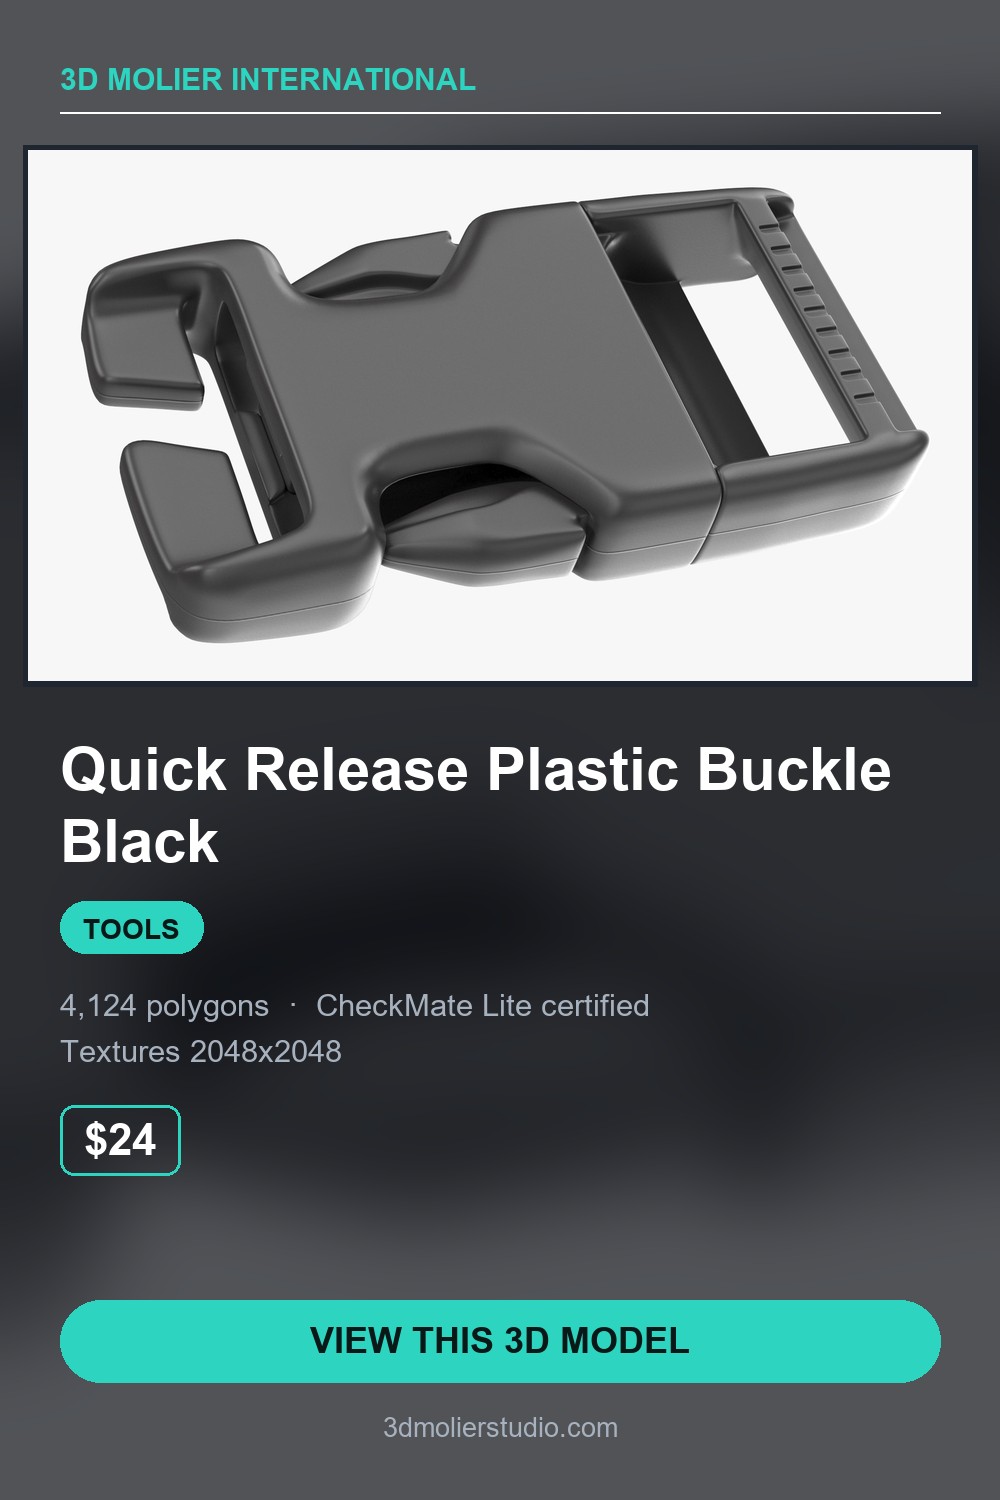 3D MOLIER INTERNATIONAL
Quick Release Plastic Buckle
Black
TOOLS
4,124 polygons · CheckMate Lite certified
Textures 2048x2048
$24
VIEW THIS 3D MODEL
3dmolierstudio.com